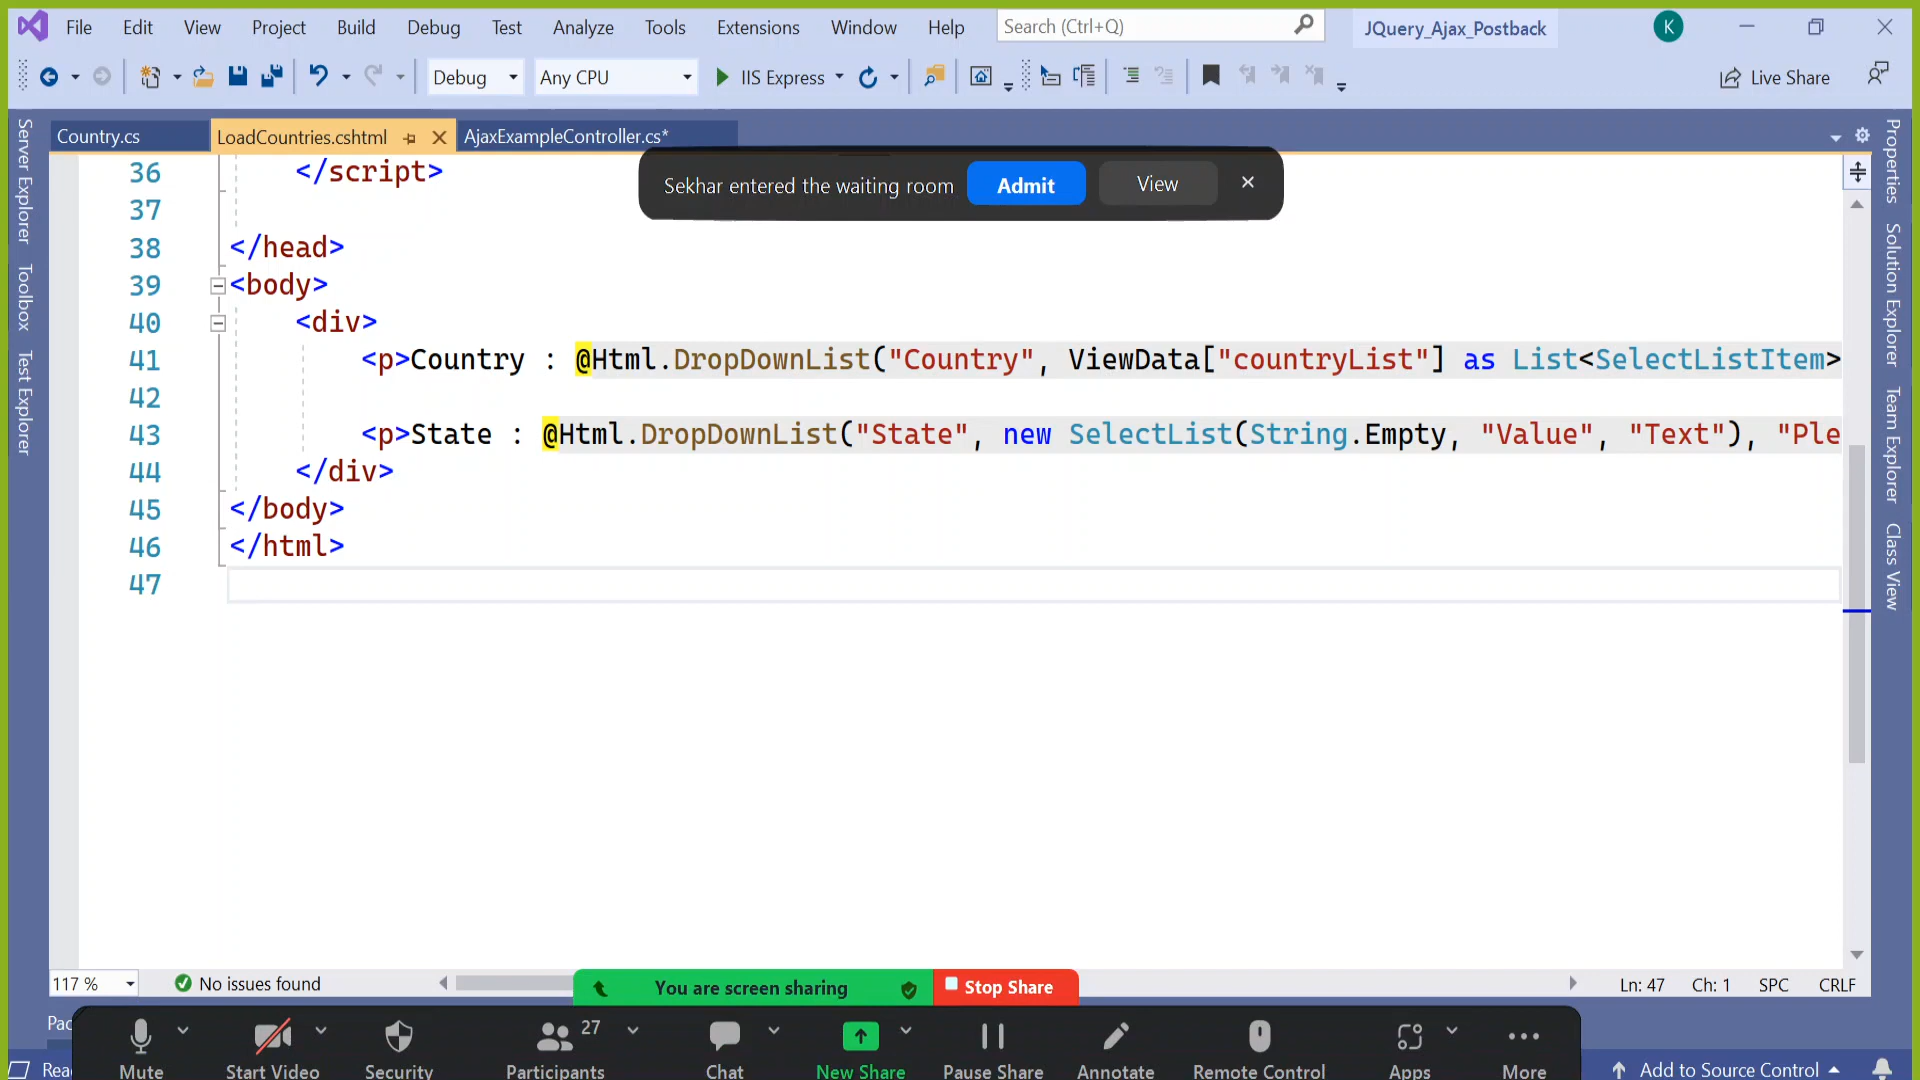 File Edit View Project Build Debug Test Analyze Tools Extensions Window Help Search (Ctrl+Q) JQuery_Ajax_Postback K
Debug Any CPU IIS Express Live Share
Country.cs LoadCountries.cshtml AjaxExampleController.cs*
Server Explorer
Toolbox
Test Explorer
Properties
Solution Explorer
Team Explorer
Class View
Sekhar entered the waiting room Admit View
36 </script>
37
38 </head>
39 <body>
40 <div>
41 <p>Country : @Html.DropDownList("Country", ViewData["countryList"] as List<SelectListItem>
42
43 <p>State : @Html.DropDownList("State", new SelectList(String.Empty, "Value", "Text"), "Ple
44 </div>
45 </body>
46 </html>
47
117 % No issues found Ln: 47 Ch: 1 SPC CRLF
You are screen sharing Stop Share
27
Mute Start Video Security Participants Chat New Share Pause Share Annotate Remote Control Apps More
Add to Source Control